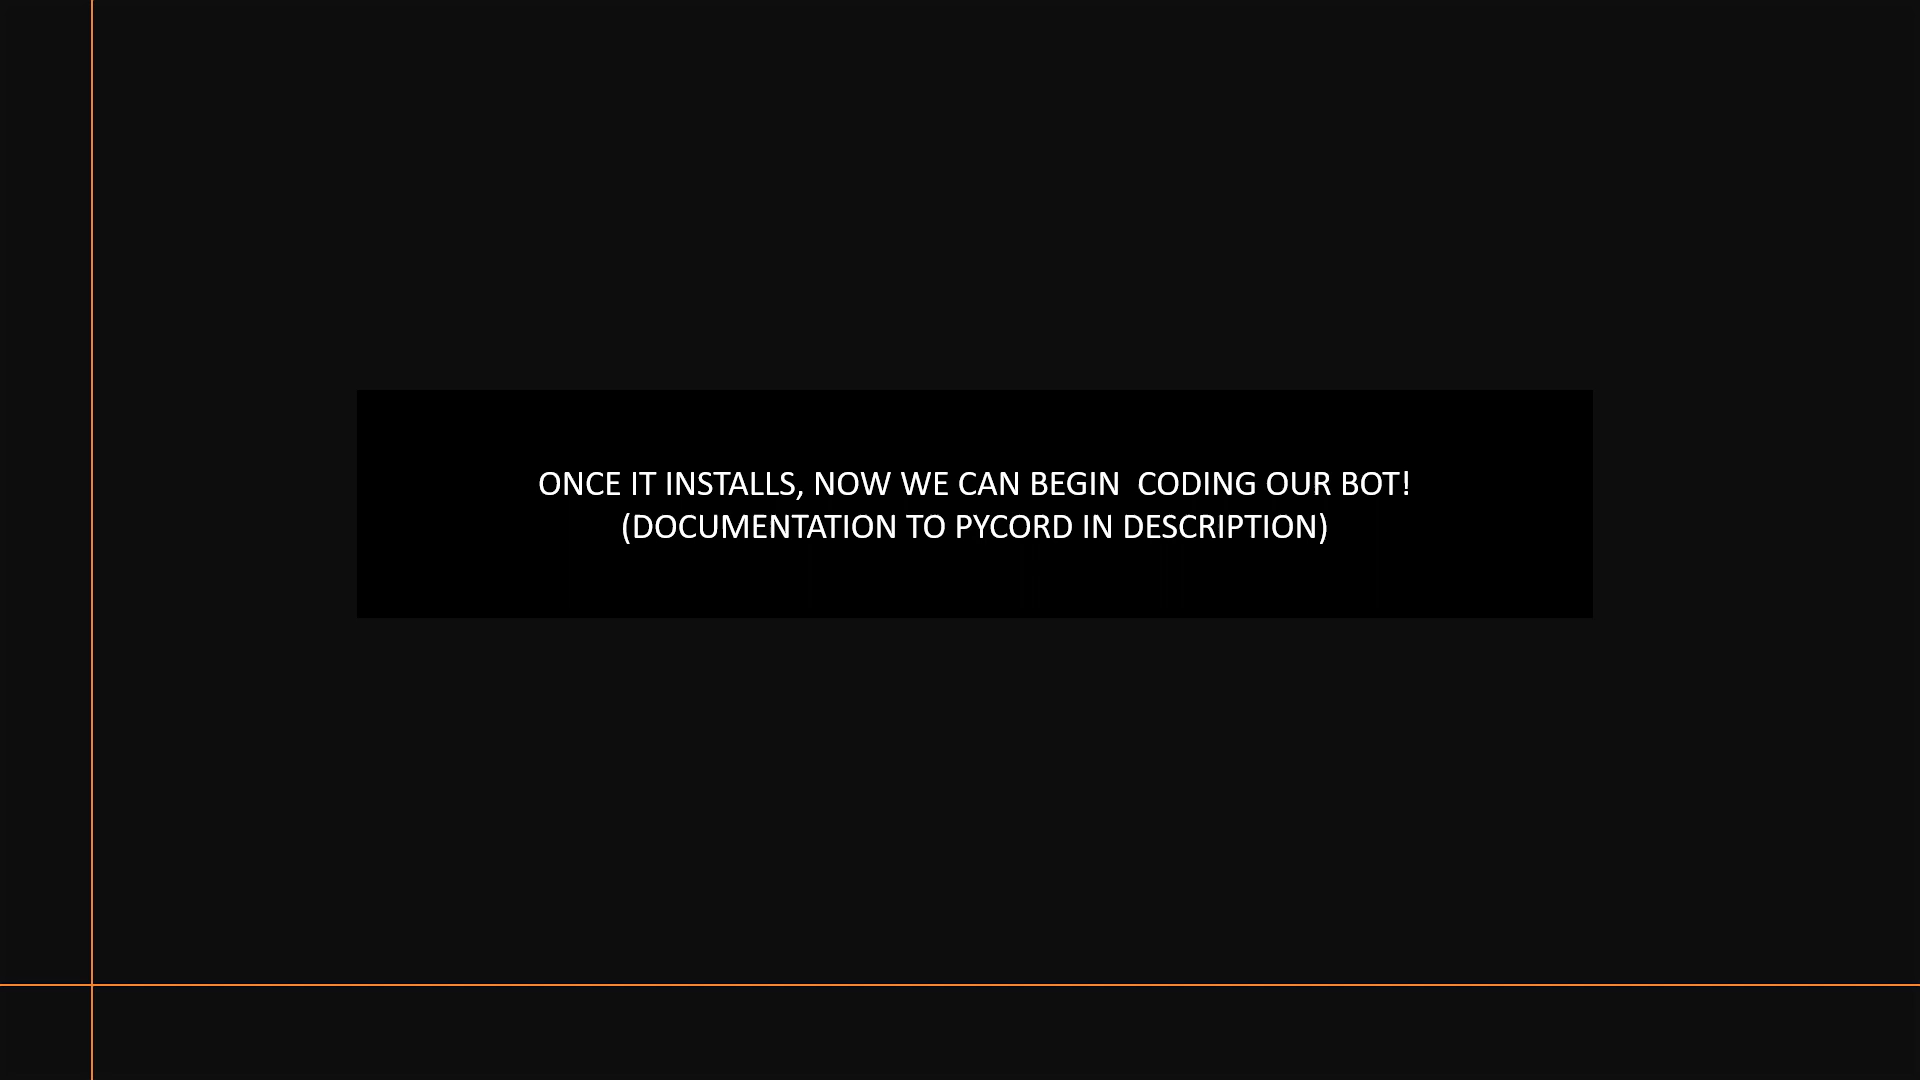 ONCE IT INSTALLS, NOW WE CAN BEGIN  CODING OUR BOT!
(DOCUMENTATION TO PYCORD IN DESCRIPTION)